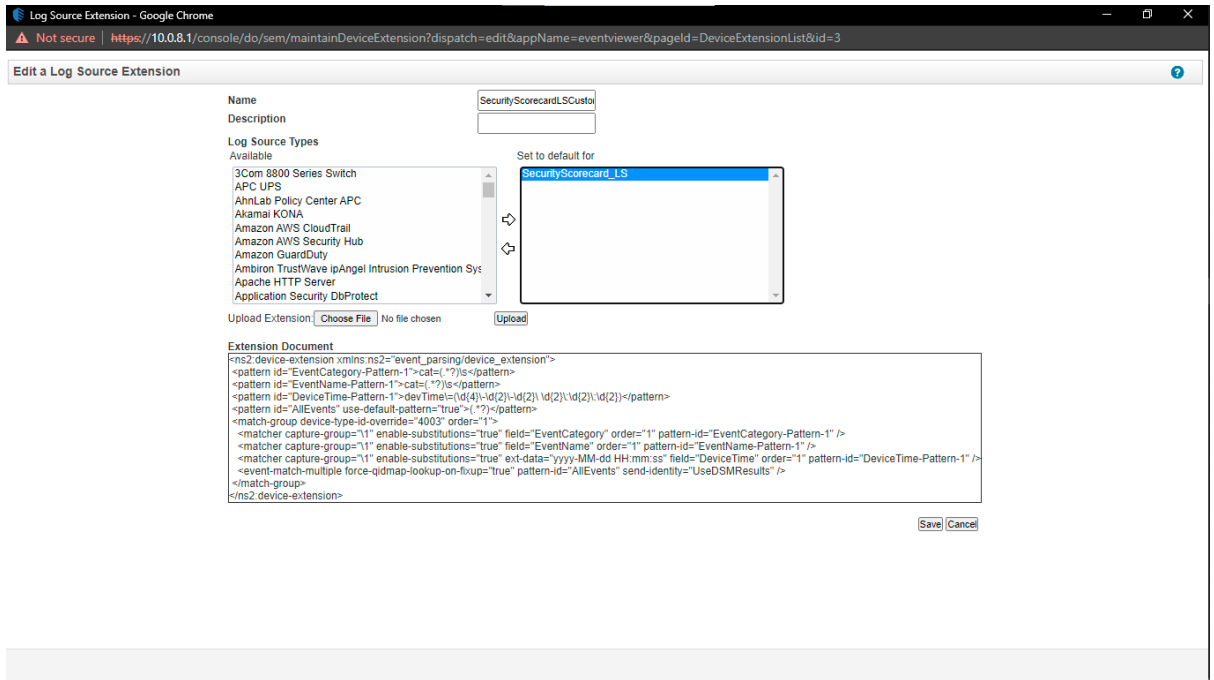 Log Source Extension - Google Chrome
Not secure | https://10.0.8.1/console/do/sem/maintainDeviceExtension?dispatch=edit&appName=eventviewer&pageId=DeviceExtensionList&id=3
Edit a Log Source Extension
?
Name SecurityScorecardLSCustor
Description
Log Source Types
Available Set to default for
3Com 8800 Series Switch SecurityScorecard_LS
APC UPS
AhnLab Policy Center APC
Akamai KONA
Amazon AWS CloudTrail
Amazon AWS Security Hub
Amazon GuardDuty
Ambiron TrustWave ipAngel Intrusion Prevention Sys
Apache HTTP Server
Application Security DbProtect
Upload Extension: Choose File No file chosen Upload
Extension Document
<ns2:device-extension xmlns:ns2="event_parsing/device_extension">
<pattern id="EventCategory-Pattern-1">cat=(.*?)\s</pattern>
<pattern id="EventName-Pattern-1">cat=(.*?)\s</pattern>
<pattern id="DeviceTime-Pattern-1">devTime\=(\d{4}\-\d{2}\-\d{2}\ \d{2}\:\d{2}\:\d{2})</pattern>
<pattern id="AllEvents" use-default-pattern="true">(.*?)</pattern>
<match-group device-type-id-override="4003" order="1">
<matcher capture-group="\1" enable-substitutions="true" field="EventCategory" order="1" pattern-id="EventCategory-Pattern-1" />
<matcher capture-group="\1" enable-substitutions="true" field="EventName" order="1" pattern-id="EventName-Pattern-1" />
<matcher capture-group="\1" enable-substitutions="true" ext-data="yyyy-MM-dd HH:mm:ss" field="DeviceTime" order="1" pattern-id="DeviceTime-Pattern-1" />
<event-match-multiple force-qidmap-lookup-on-fixup="true" pattern-id="AllEvents" send-identity="UseDSMResults" />
</match-group>
</ns2:device-extension>
Save Cancel